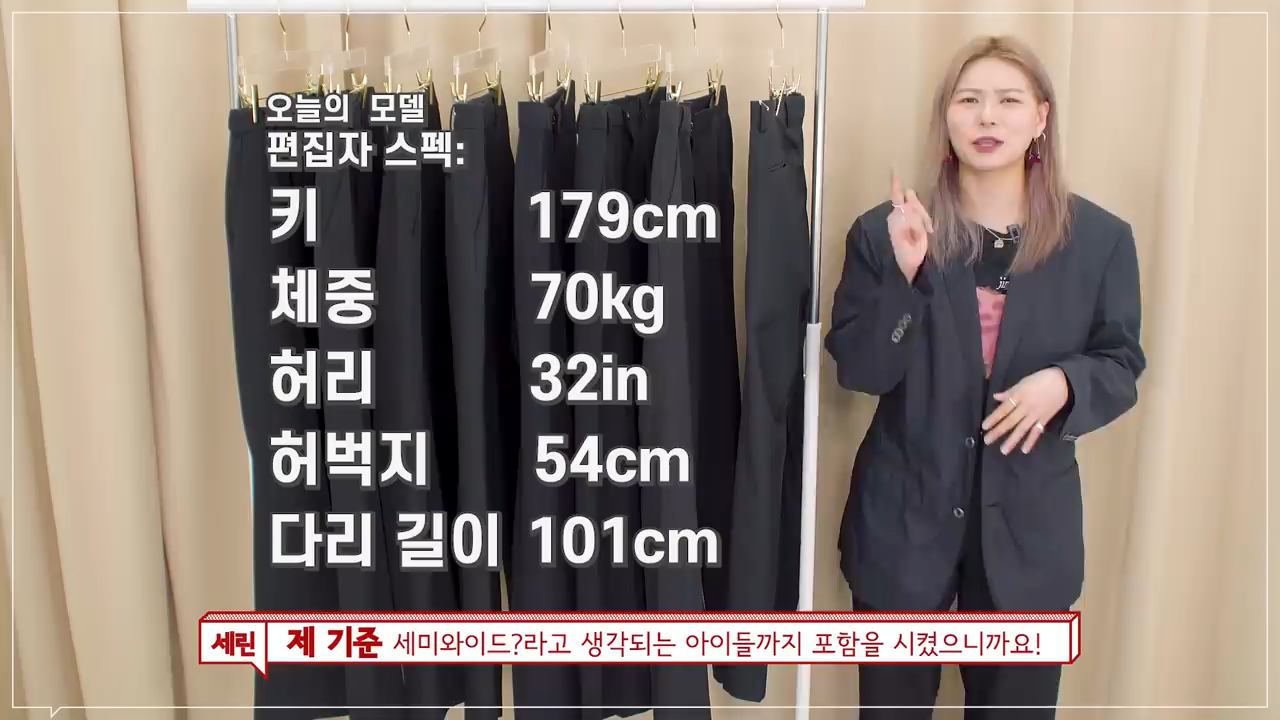 오늘의 모델
편집자 스펙:
키 179cm
체중 70kg
허리 32in
허벅지 54cm
다리 길이 101cm
세린 제 기준 세미와이드?라고 생각되는 아이들까지 포함을 시켰으니까요!